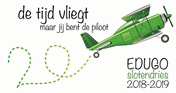 de tijd vliegt
maar jij bent de piloot
EDUGO
slotendries
2018-2019